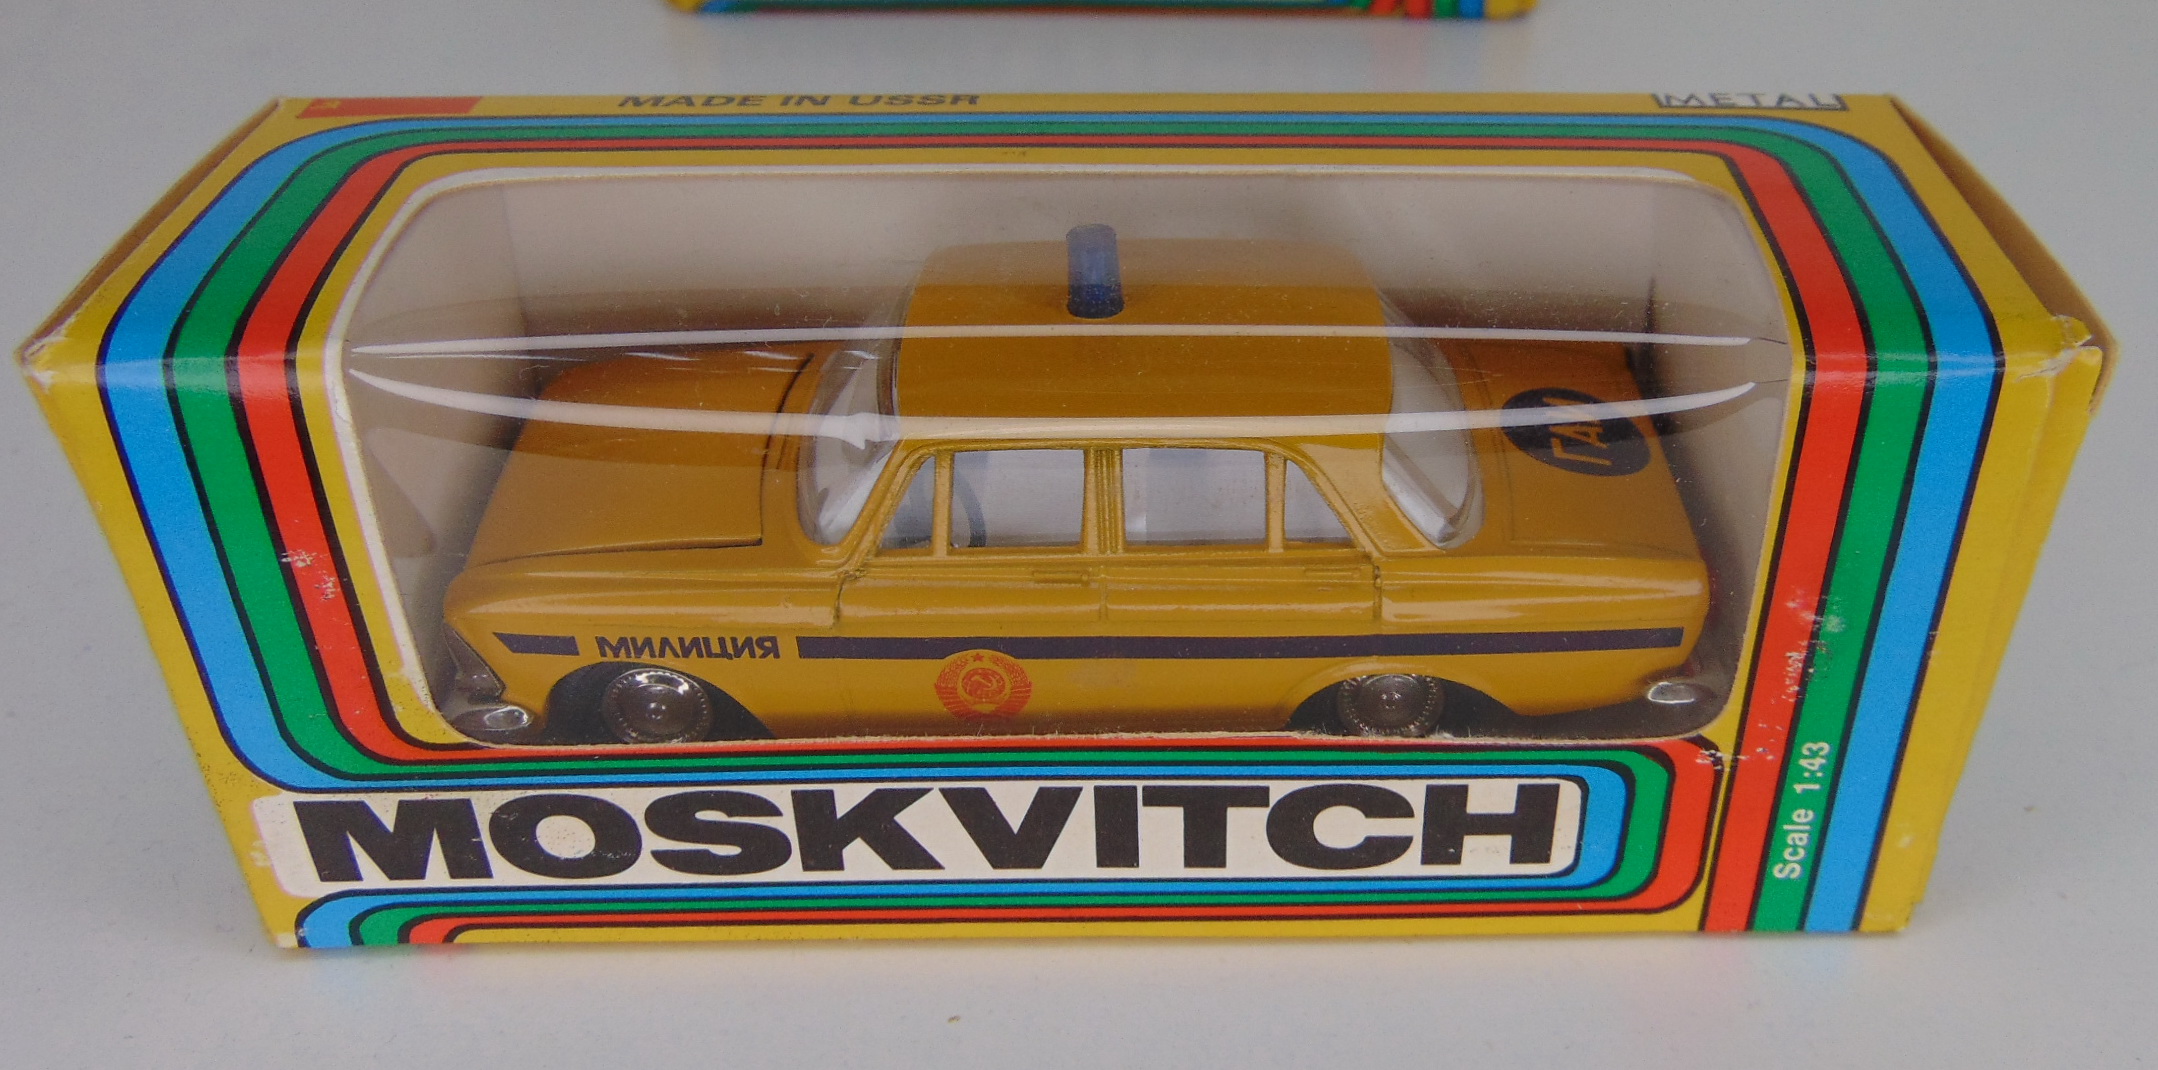 MADE IN USSR
METAL
ГАИ
МИЛИЦИЯ
MOSKVITCH
Scale 1:43